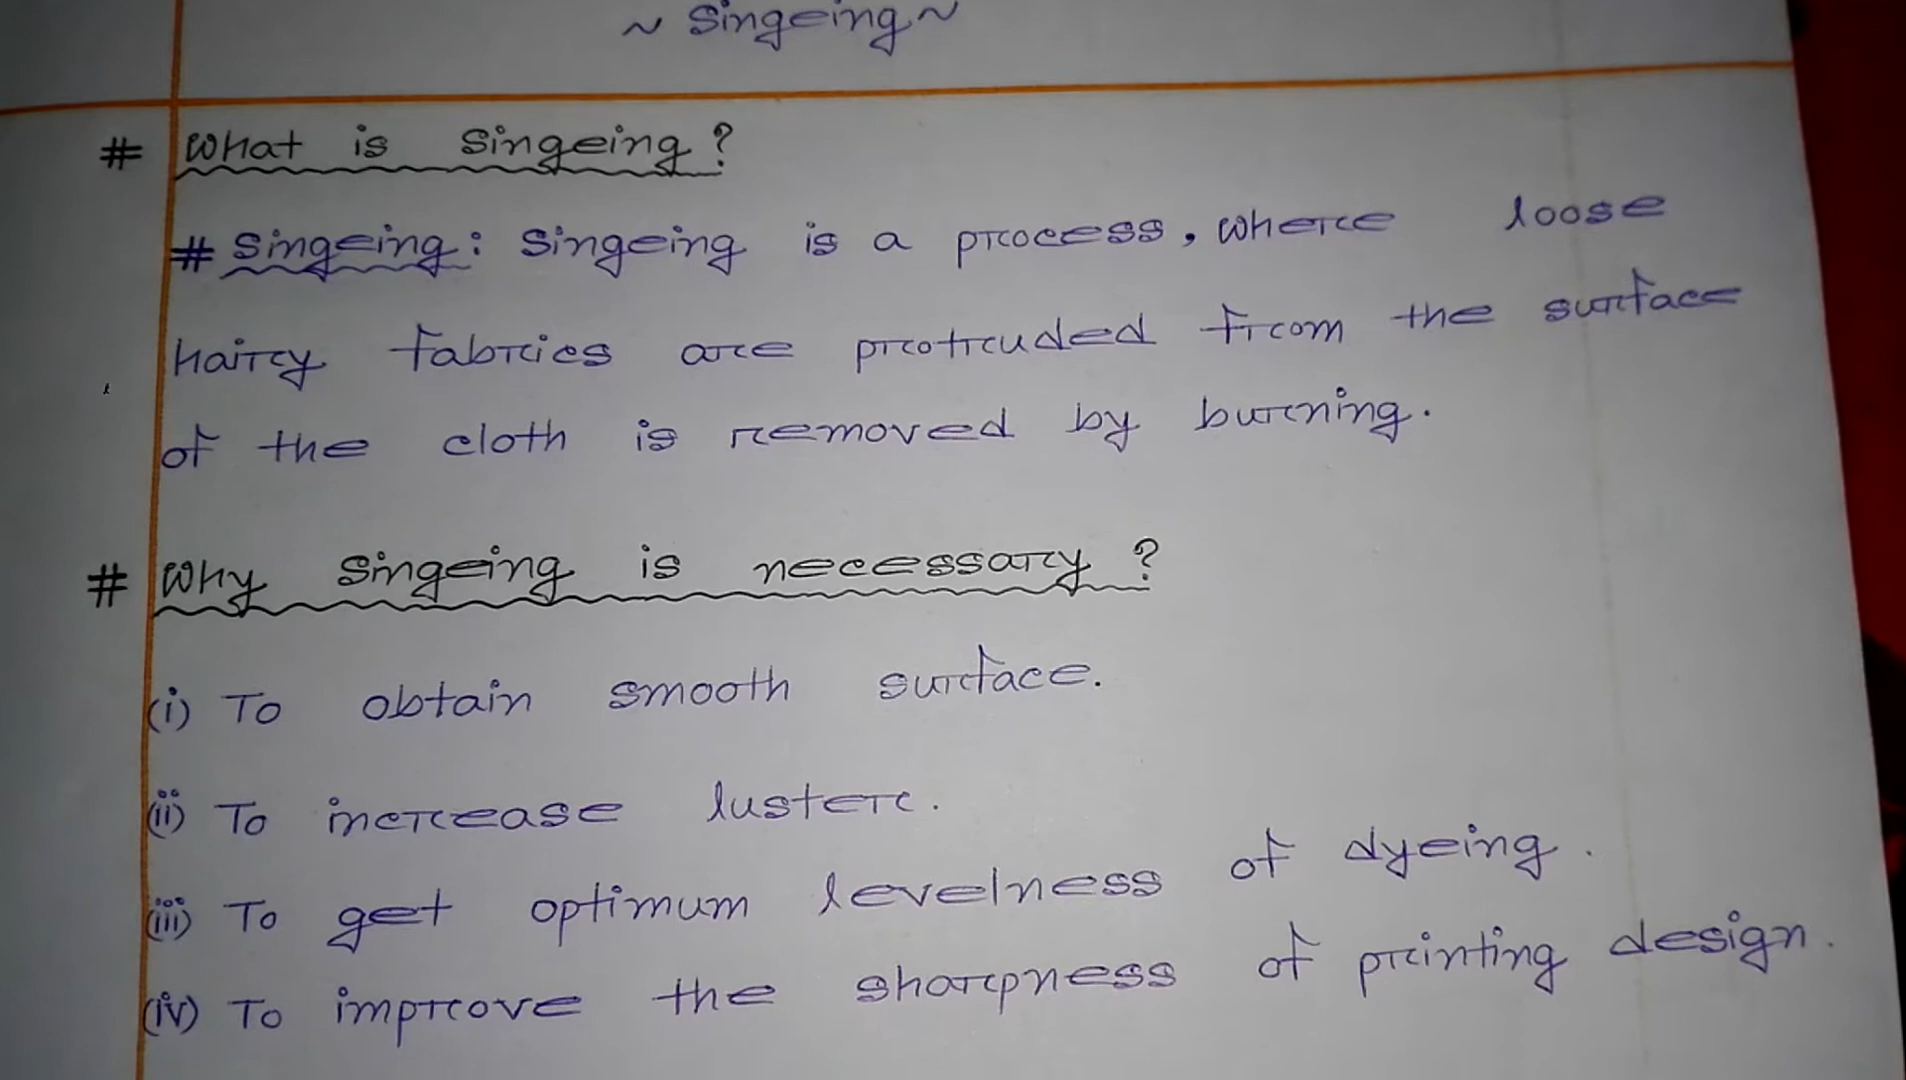 ~ Singeing ~
# What is Singeing ?
# Singeing : Singeing is a process, where loose
hairy fabrics are protruded from the surface
of the cloth is removed by burning.
# Why Singeing is necessary ?
(i) To obtain smooth surface.
(ii) To increase luster.
(iii) To get optimum levelness of dyeing.
(iv) To improve the sharpness of printing design.